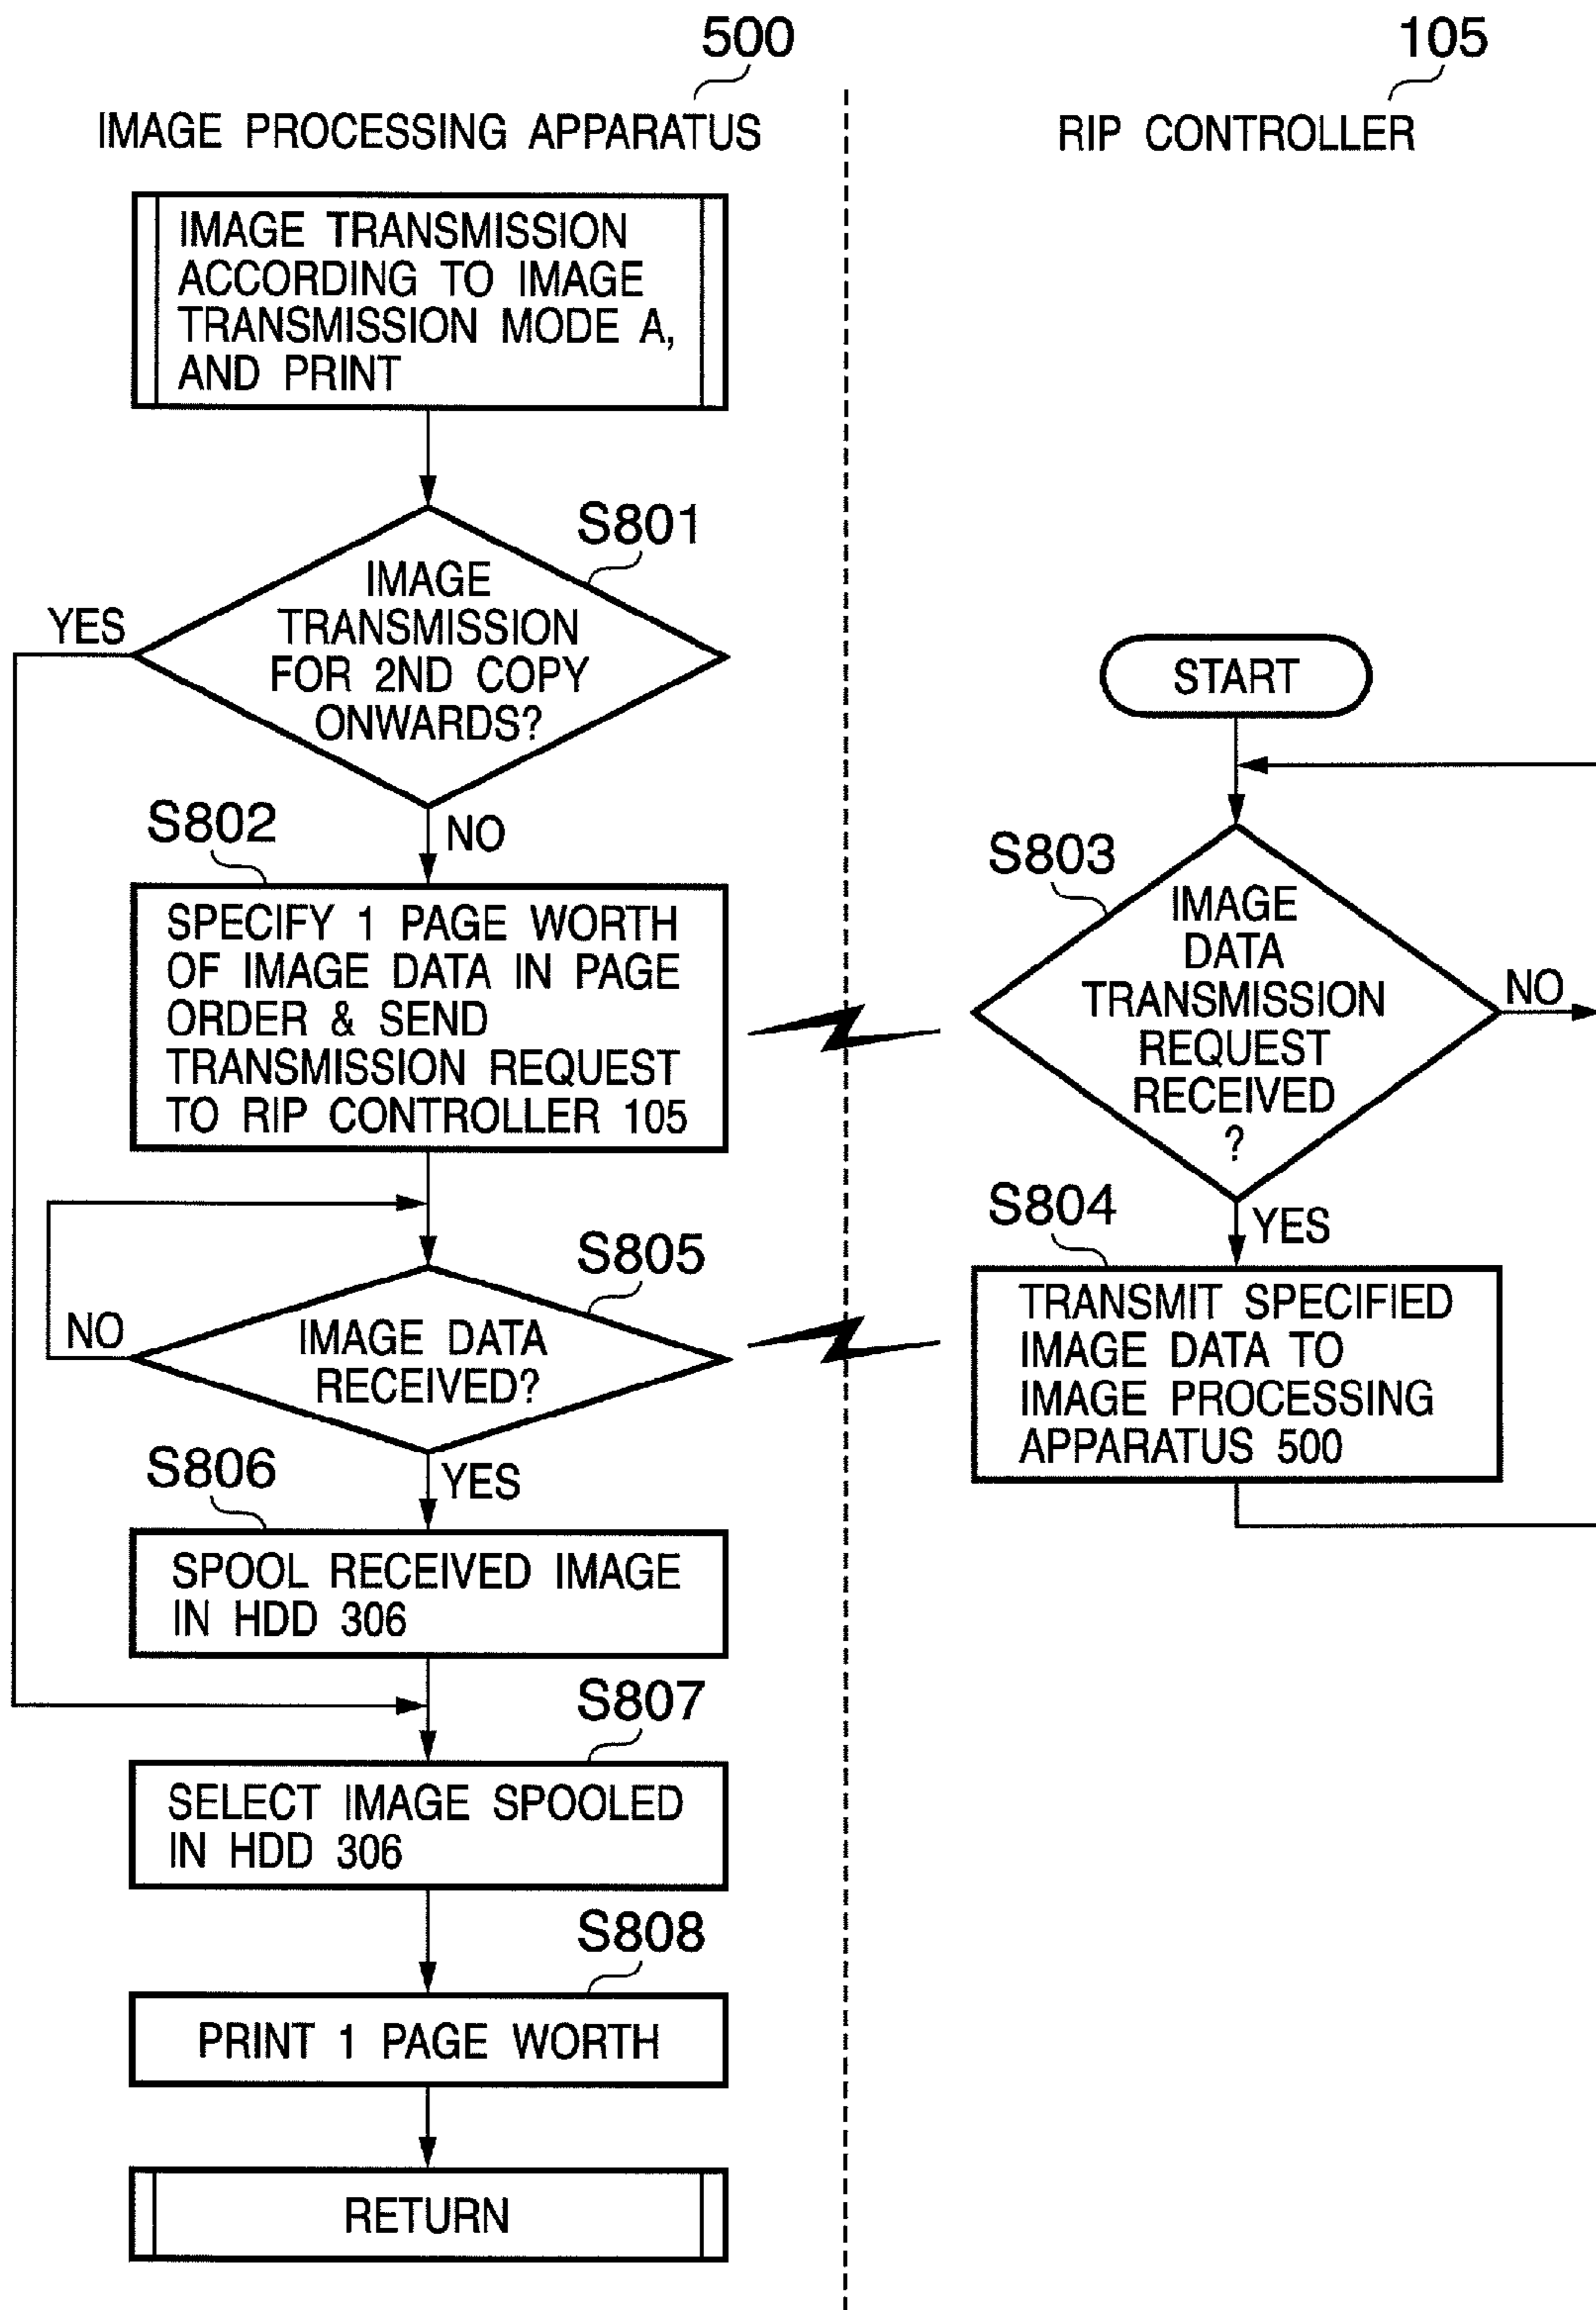 500
IMAGE PROCESSING APPARATUS
IMAGE TRANSMISSION
ACCORDING TO IMAGE
TRANSMISSION MODE A,
AND PRINT
S801
IMAGE
TRANSMISSION
FOR 2ND COPY
ONWARDS?
YES
NO
S802
SPECIFY 1 PAGE WORTH
OF IMAGE DATA IN PAGE
ORDER & SEND
TRANSMISSION REQUEST
TO RIP CONTROLLER 105
S805
IMAGE DATA
RECEIVED?
NO
YES
S806
SPOOL RECEIVED IMAGE
IN HDD 306
S807
SELECT IMAGE SPOOLED
IN HDD 306
S808
PRINT 1 PAGE WORTH
RETURN
105
RIP CONTROLLER
START
S803
IMAGE
DATA
TRANSMISSION
REQUEST
RECEIVED
?
NO
YES
S804
TRANSMIT SPECIFIED
IMAGE DATA TO
IMAGE PROCESSING
APPARATUS 500